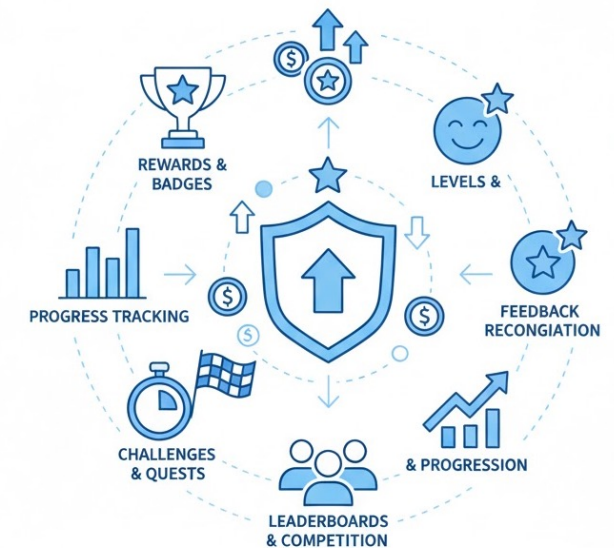 $
REWARDS &
BADGES
LEVELS &
PROGRESS TRACKING
$
$
$
FEEDBACK
RECONGIATION
CHALLENGES
& QUESTS
& PROGRESSION
LEADERBOARDS
& COMPETITION